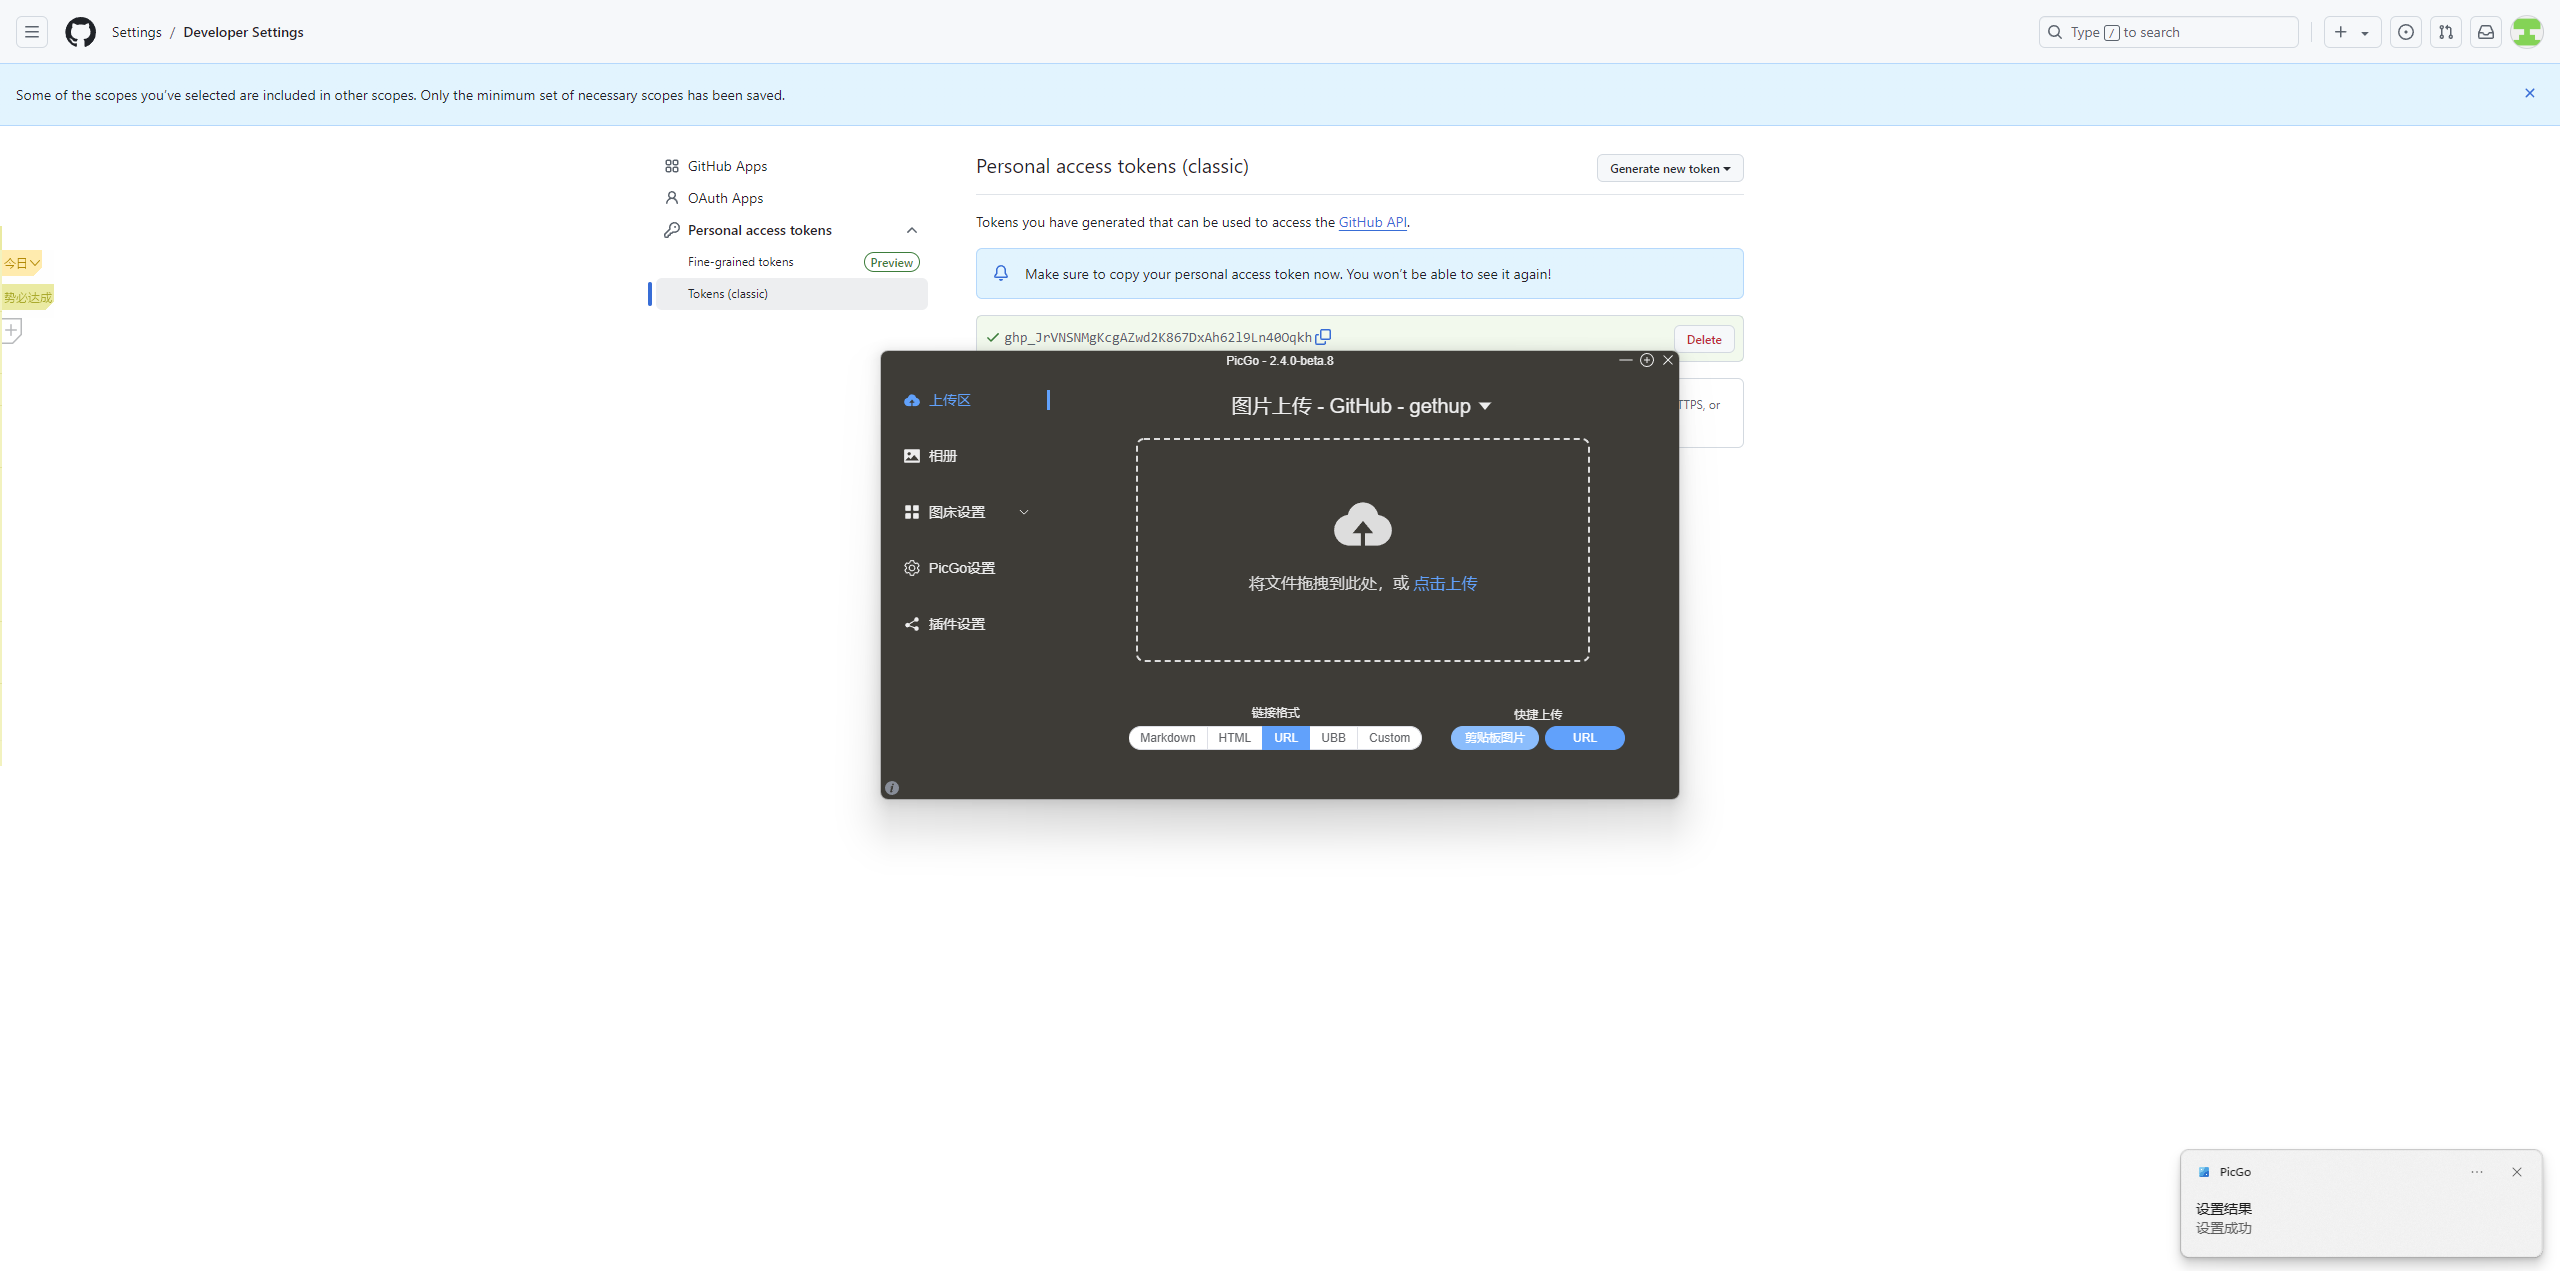 Settings / Developer Settings
Type / to search
Some of the scopes you've selected are included in other scopes. Only the minimum set of necessary scopes has been saved.
GitHub Apps
OAuth Apps
Personal access tokens
Fine-grained tokens
Preview
Tokens (classic)
Personal access tokens (classic)
Generate new token
Tokens you have generated that can be used to access the GitHub API.
Make sure to copy your personal access token now. You won't be able to see it again!
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
Delete
TTPS, or
今日
势必达成
PicGo - 2.4.0-beta.8
上传区
相册
图床设置
PicGo设置
插件设置
图片上传 - GitHub - gethup
将文件拖拽到此处，或 点击上传
链接格式
Markdown HTML URL UBB Custom
快捷上传
剪贴板图片 URL
PicGo
设置结果
设置成功